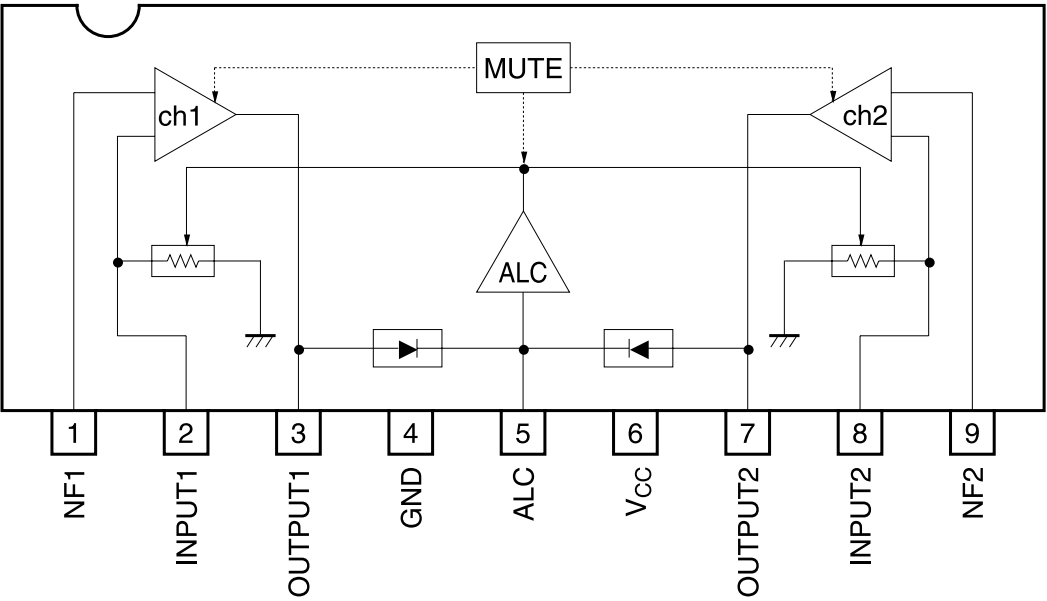 MUTE
ch1
ch2
ALC
1
2
3
4
5
6
7
8
9
NF1
INPUT1
OUTPUT1
GND
ALC
VCC
OUTPUT2
INPUT2
NF2